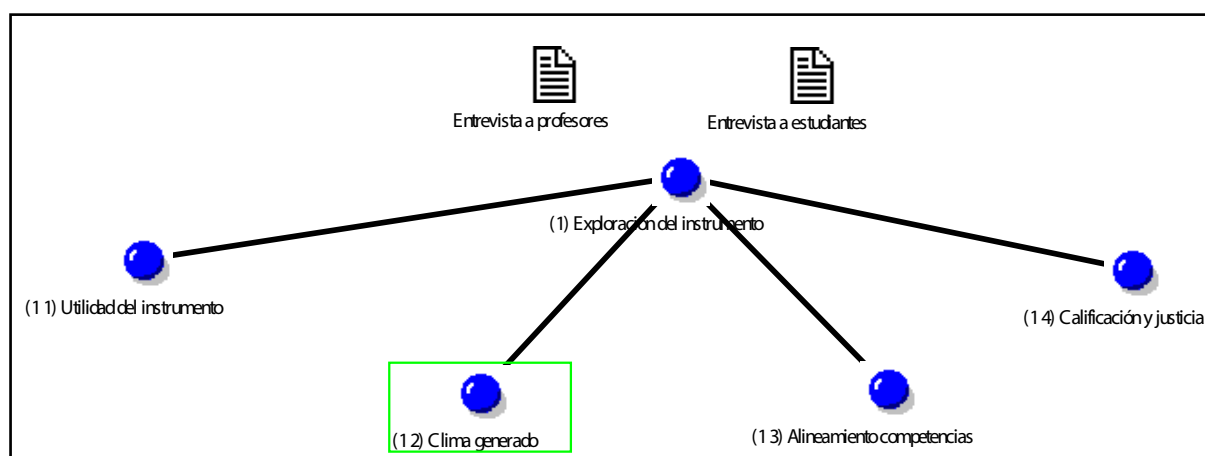 Entrevista a profesores
Entrevista a estudiantes
(1) Exploración del instrumento
(11) Utilidad del instrumento
(14) Calificación y justicia
(12) Clima generado
(13) Alineamiento competencias